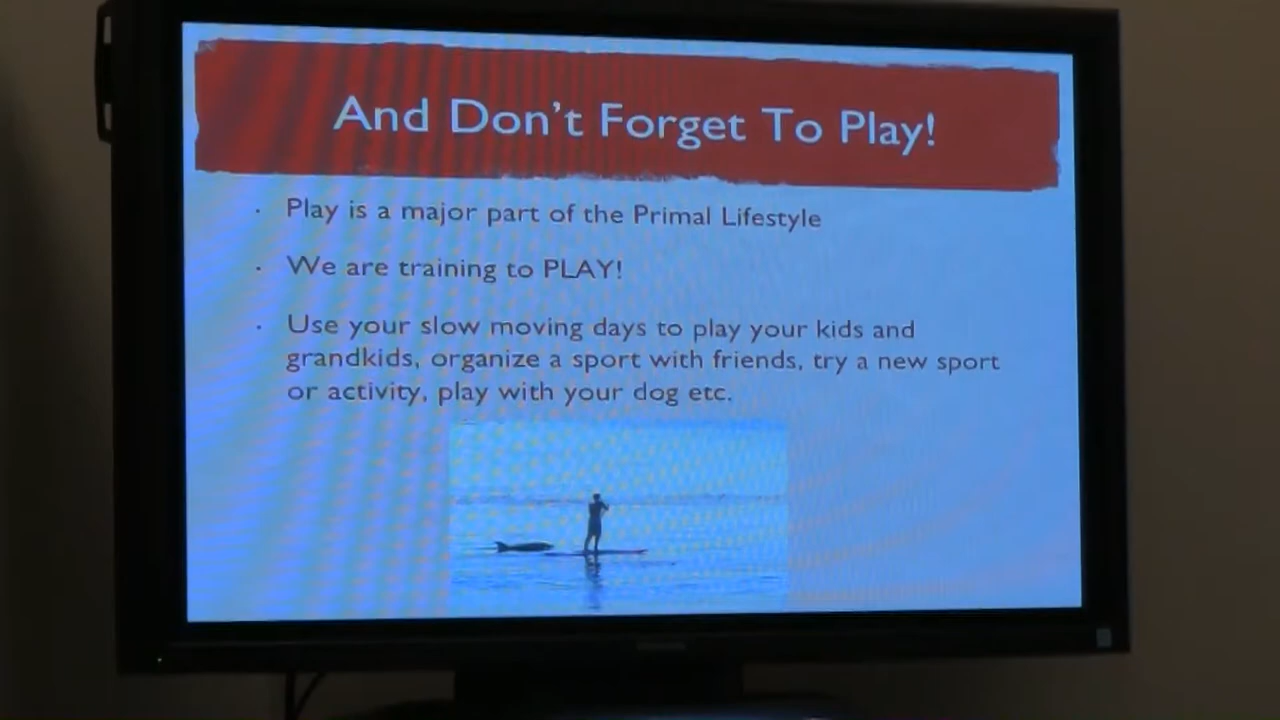 And Don't Forget To Play!
· Play is a major part of the Primal Lifestyle
· We are training to PLAY!
· Use your slow moving days to play your kids and
grandkids, organize a sport with friends, try a new sport
or activity, play with your dog etc.